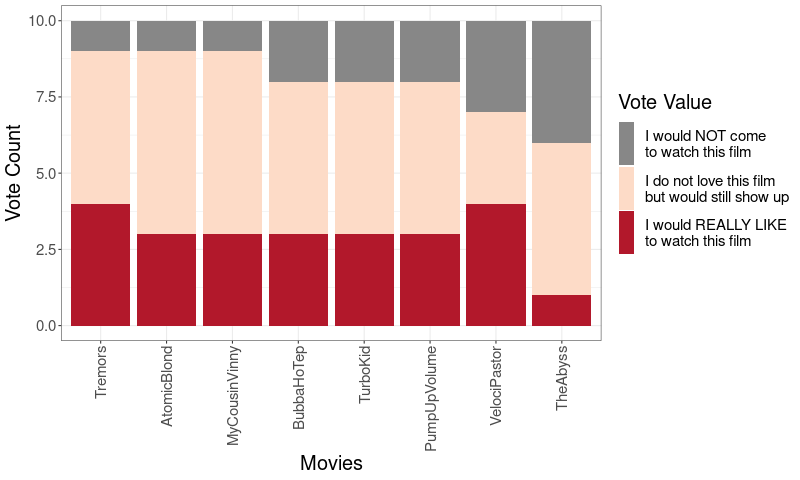 10.0
7.5
5.0
2.5
0.0
Vote Count
Tremors
AtomicBlond
MyCousinVinny
BubbaHoTep
TurboKid
PumpUpVolume
VelociPastor
TheAbyss
Movies
Vote Value
I would NOT come
to watch this film
I do not love this film
but would still show up
I would REALLY LIKE
to watch this film